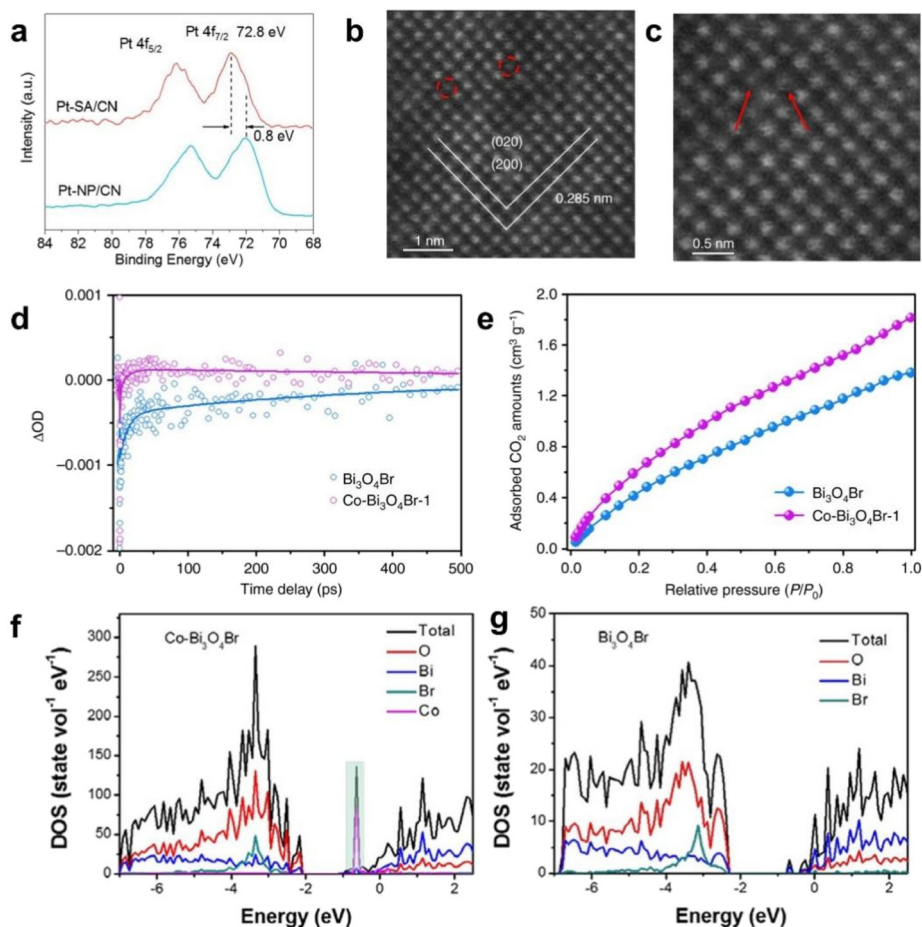 a
Pt 4f5/2
Pt 4f7/2 72.8 eV
Pt-SA/CN
0.8 eV
Pt-NP/CN
Intensity (a.u.)
84 82 80 78 76 74 72 70 68
Binding Energy (eV)
b
(020)
(200)
0.285 nm
1 nm
c
0.5 nm
d
0.001
0.000
−0.001
−0.002
ΔOD
Bi₃O₄Br
Co-Bi₃O₄Br-1
0 100 200 300 400 500
Time delay (ps)
e
2.0
1.6
1.2
0.8
0.4
0.0
Adsorbed CO₂ amounts (cm³ g⁻¹)
Bi₃O₄Br
Co-Bi₃O₄Br-1
0.0 0.2 0.4 0.6 0.8 1.0
Relative pressure (P/P₀)
f
Co-Bi₃O₄Br
Total
O
Bi
Br
Co
300
250
200
150
100
50
0
DOS (state vol⁻¹ eV⁻¹)
-6 -4 -2 0 2
Energy (eV)
g
Bi₃O₄Br
Total
O
Bi
Br
50
40
30
20
10
0
DOS (state vol⁻¹ eV⁻¹)
-6 -4 -2 0 2
Energy (eV)